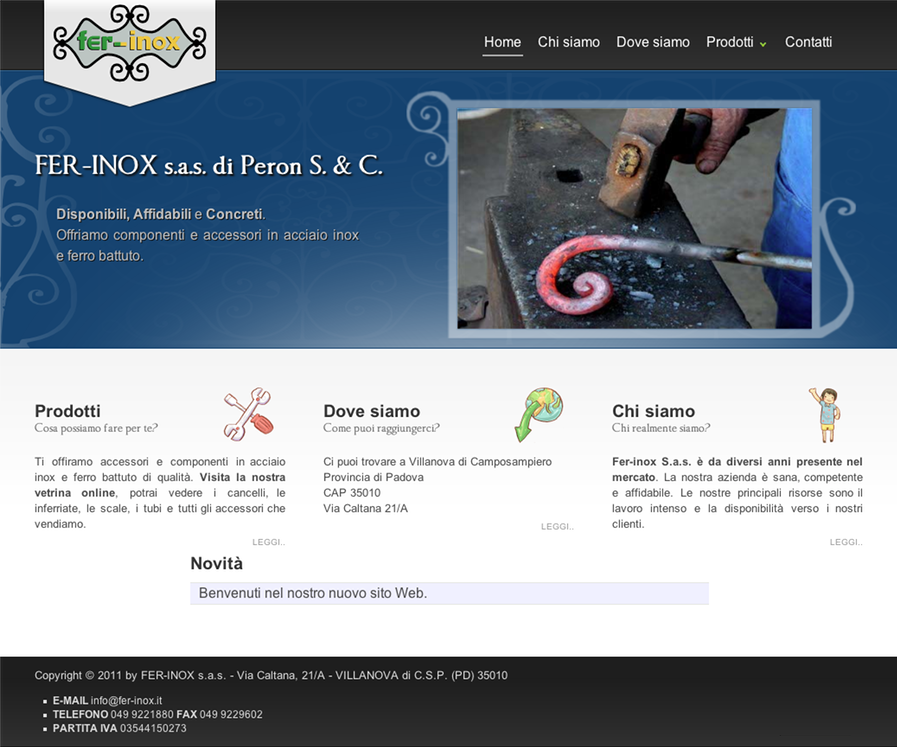 fer-inox
Home Chi siamo Dove siamo Prodotti Contatti
FER-INOX s.a.s. di Peron S. & C.
Disponibili, Affidabili e Concreti.
Offriamo componenti e accessori in acciaio inox
e ferro battuto.
Prodotti
Cosa possiamo fare per te?
Ti offiramo accessori e componenti in acciaio
inox e ferro battuto di qualità. Visita la nostra
vetrina online, potrai vedere i cancelli, le
inferriate, le scale, i tubi e tutti gli accessori che
vendiamo.
LEGGI..
Dove siamo
Come puoi raggiungerci?
Ci puoi trovare a Villanova di Camposampiero
Provincia di Padova
CAP 35010
Via Caltana 21/A
LEGGI..
Chi siamo
Chi realmente siamo?
Fer-inox S.a.s. è da diversi anni presente nel
mercato. La nostra azienda è sana, competente
e affidabile. Le nostre principali risorse sono il
lavoro intenso e la disponibilità verso i nostri
clienti.
LEGGI..
Novità
Benvenuti nel nostro nuovo sito Web.
Copyright © 2011 by FER-INOX s.a.s. - Via Caltana, 21/A - VILLANOVA di C.S.P. (PD) 35010
E-MAIL info@fer-inox.it
TELEFONO 049 9221880 FAX 049 9229602
PARTITA IVA 03544150273